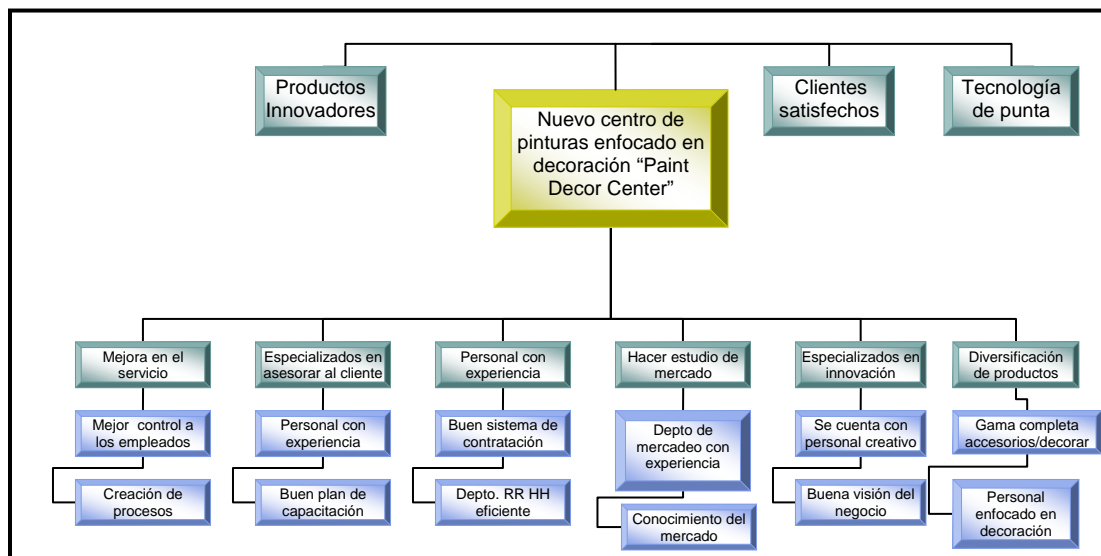 Productos
Innovadores
Nuevo centro de
pinturas enfocado en
decoración “Paint
Decor Center”
Clientes
satisfechos
Tecnología
de punta
Mejora en el
servicio
Especializados en
asesorar al cliente
Personal con
experiencia
Hacer estudio de
mercado
Especializados en
innovación
Diversificación
de productos
Mejor control a
los empleados
Personal con
experiencia
Buen sistema de
contratación
Depto de
mercadeo con
experiencia
Se cuenta con
personal creativo
Gama completa
accesorios/decorar
Creación de
procesos
Buen plan de
capacitación
Depto. RR HH
eficiente
Conocimiento del
mercado
Buena visión del
negocio
Personal
enfocado en
decoración